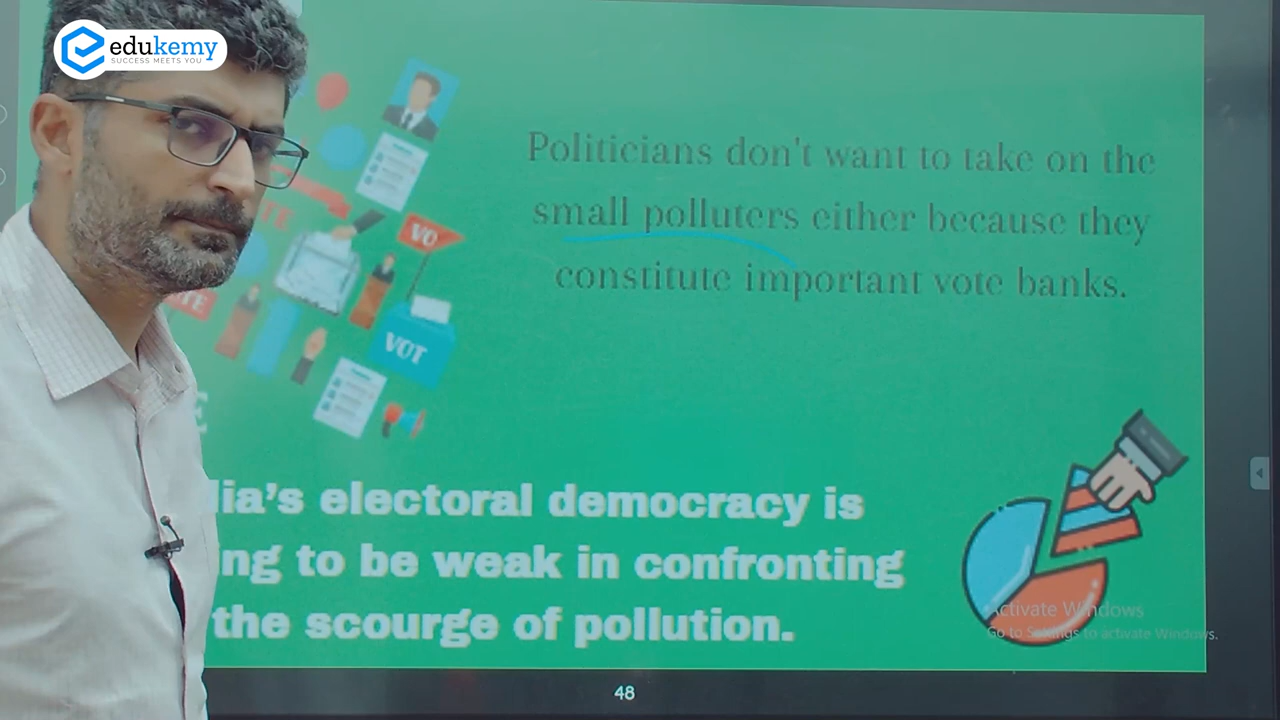 edukemy
SUCCESS MEETS YOU
Politicians don't want to take on the
small polluters either because they
constitute important vote banks.
VO
VOT
dia's electoral democracy is
ing to be weak in confronting
the scourge of pollution.
Activate Windows
Go to Settings to activate Windows.
48